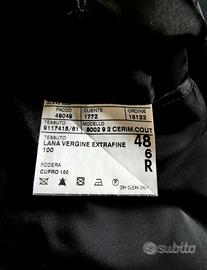 PACCO CLIENTE ORDINE
49049 1772 15122
TESSUTO MODELLO
9117415/61 8002 9 2 CERIM.COUT
TESSUTO
LANA VERGINE EXTRAFINE
100
48
6
R
FODERA
CUPRO 100
DRY CLEAN ONLY
subito